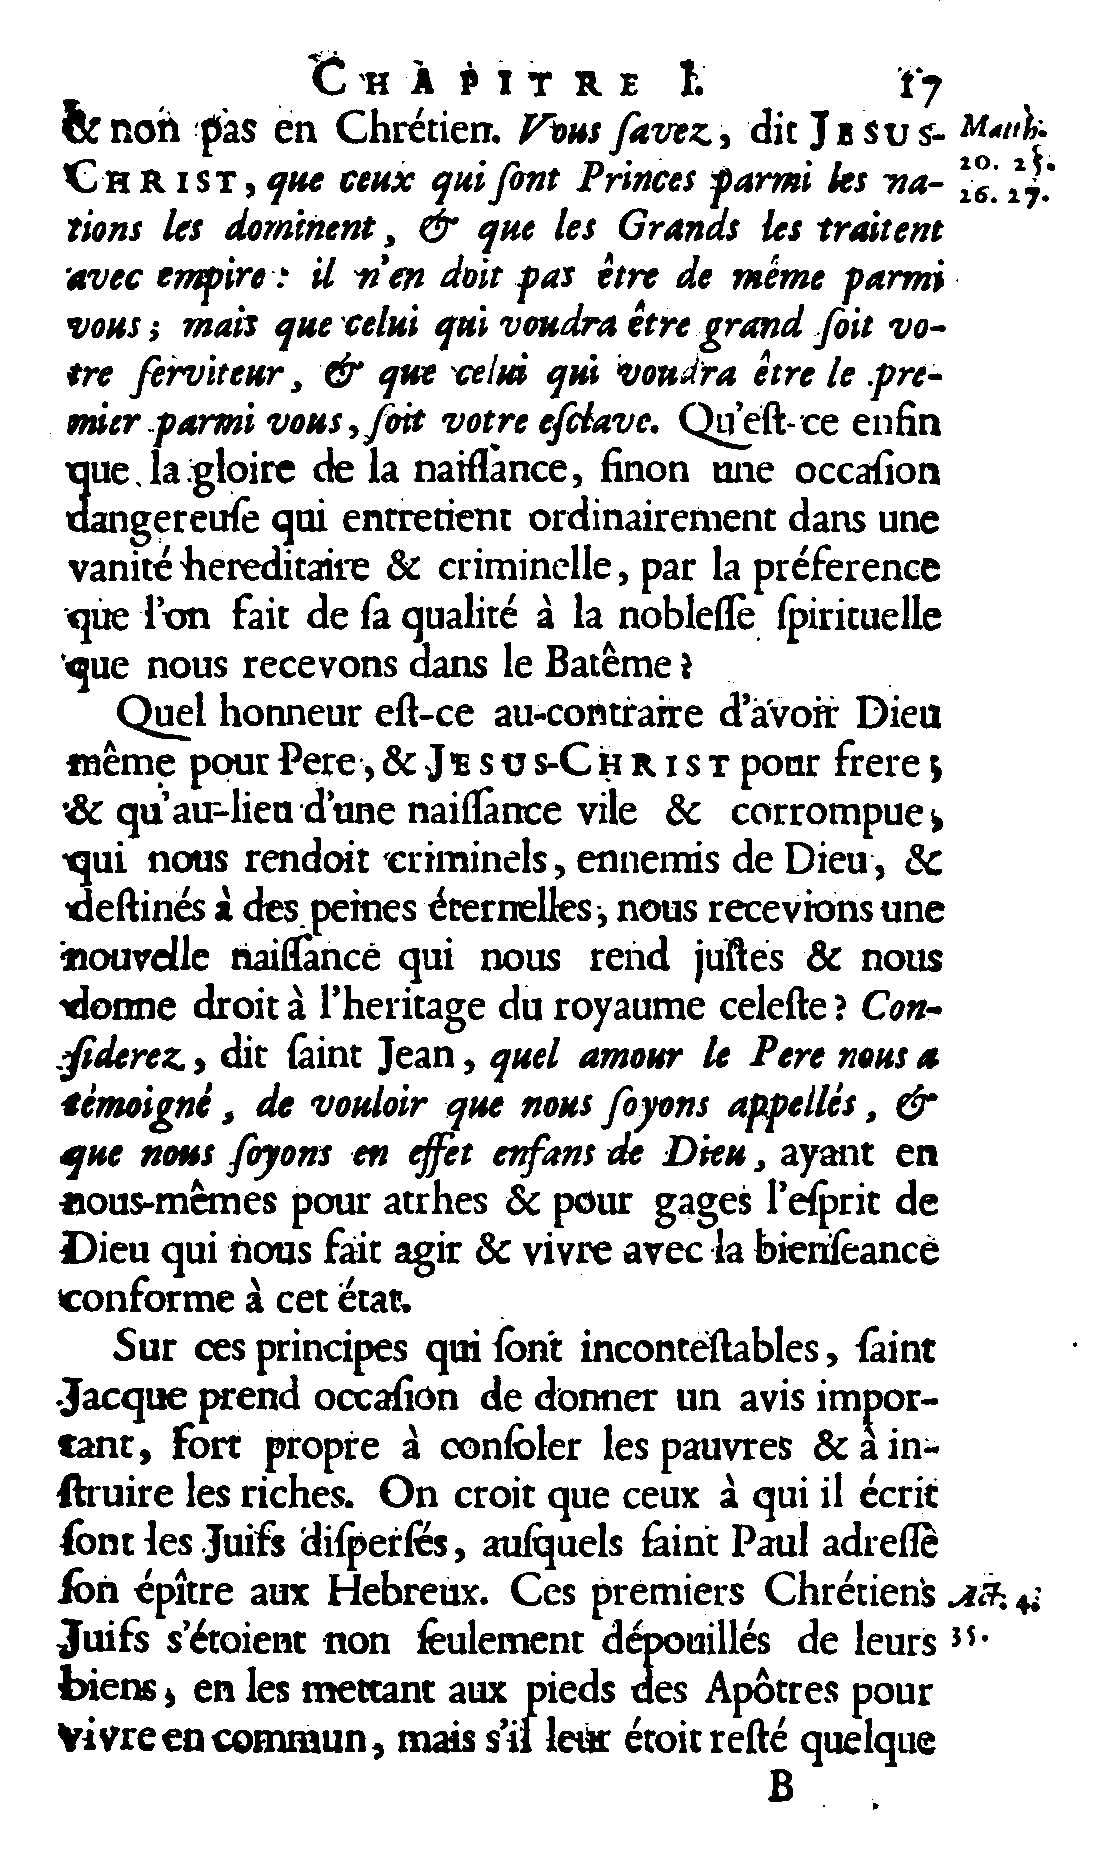 CHAPITRE I. 17
& non pas en Chrétien. Vous ſavez, dit JESUS- Matth.
CHRIST, que ceux qui ſont Princes parmi les na- 20. 25.
26. 27.
tions les dominent, & que les Grands les traitent
avec empire: il n'en doit pas être de même parmi
vous; mais que celui qui voudra être grand ſoit vo-
tre ſerviteur, & que celui qui voudra être le pre-
mier parmi vous, ſoit votre eſclave. Qu'eſt-ce enfin
que la gloire de la naiſſance, ſinon une occaſion
dangereuſe qui entretient ordinairement dans une
vanité hereditaire & criminelle, par la préference
que l'on fait de ſa qualité à la nobleſſe ſpirituelle
que nous recevons dans le Batême?
Quel honneur eſt-ce au-contraire d'avoir Dieu
même pour Pere, & JESUS-CHRIST pour frere;
& qu'au-lieu d'une naiſſance vile & corrompue,
qui nous rendoit criminels, ennemis de Dieu, &
deſtinés à des peines éternelles, nous recevions une
nouvelle naiſſance qui nous rend juſtes & nous
donne droit à l'heritage du royaume celeſte? Con-
ſiderez, dit ſaint Jean, quel amour le Pere nous a
témoigné, de vouloir que nous ſoyons appellés, &
que nous ſoyons en effet enfans de Dieu, ayant en
nous-mêmes pour atrhes & pour gages l'eſprit de
Dieu qui nous fait agir & vivre avec la bienſeance
conforme à cet état.
Sur ces principes qui ſont inconteſtables, ſaint
Jacque prend occaſion de donner un avis impor-
tant, fort propre à conſoler les pauvres & à in-
ſtruire les riches. On croit que ceux à qui il écrit
ſont les Juifs diſperſés, auſquels ſaint Paul adreſſe
ſon épître aux Hebreux. Ces premiers Chrétiens Act. 4.
Juifs s'étoient non ſeulement dépouillés de leurs 35.
biens, en les mettant aux pieds des Apôtres pour
vivre en commun, mais s'il leur étoit reſté quelque
B